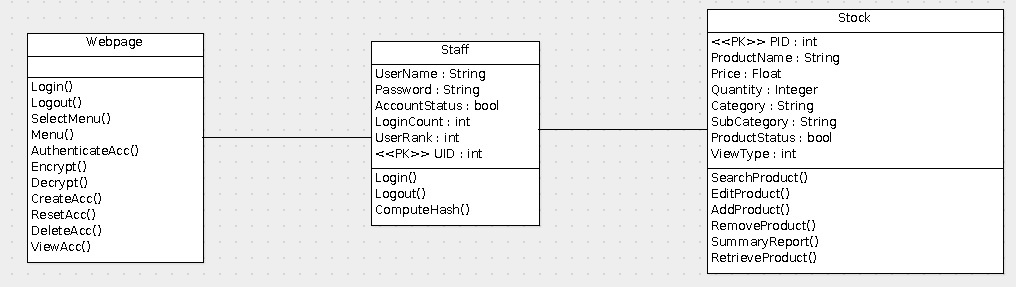 Webpage
Login()
Logout()
SelectMenu()
Menu()
AuthenticateAcc()
Encrypt()
Decrypt()
CreateAcc()
ResetAcc()
DeleteAcc()
ViewAcc()
Staff
UserName : String
Password : String
AccountStatus : bool
LoginCount : int
UserRank : int
<<PK>> UID : int
Login()
Logout()
ComputeHash()
Stock
<<PK>> PID : int
ProductName : String
Price : Float
Quantity : Integer
Category : String
SubCategory : String
ProductStatus : bool
ViewType : int
SearchProduct()
EditProduct()
AddProduct()
RemoveProduct()
SummaryReport()
RetrieveProduct()